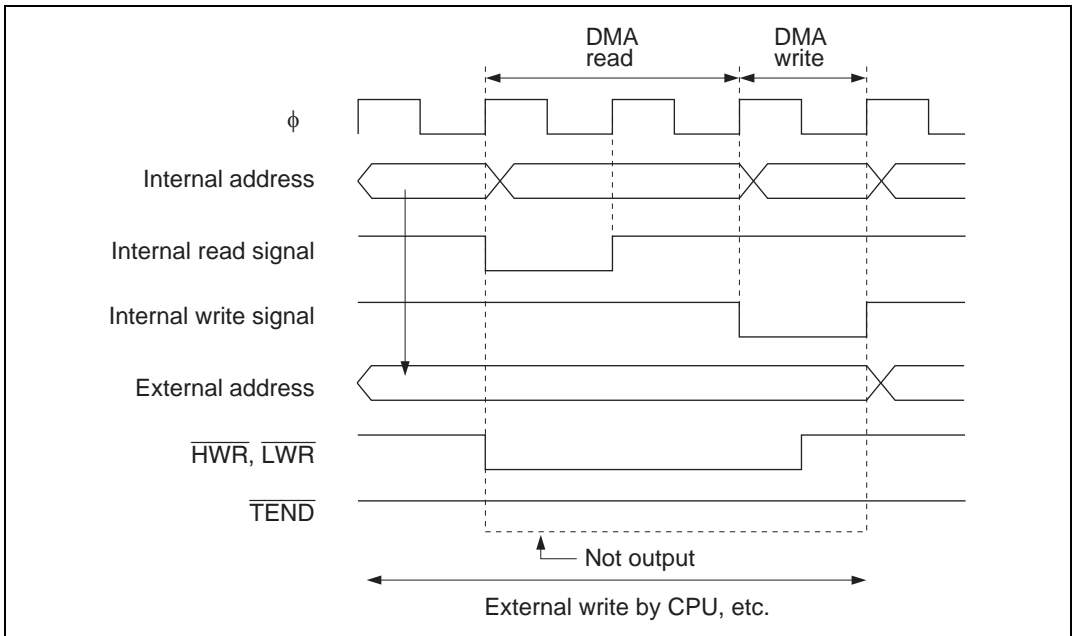 DMA
read
DMA
write
ϕ
Internal address
Internal read signal
Internal write signal
External address
HWR, LWR
TEND
Not output
External write by CPU, etc.